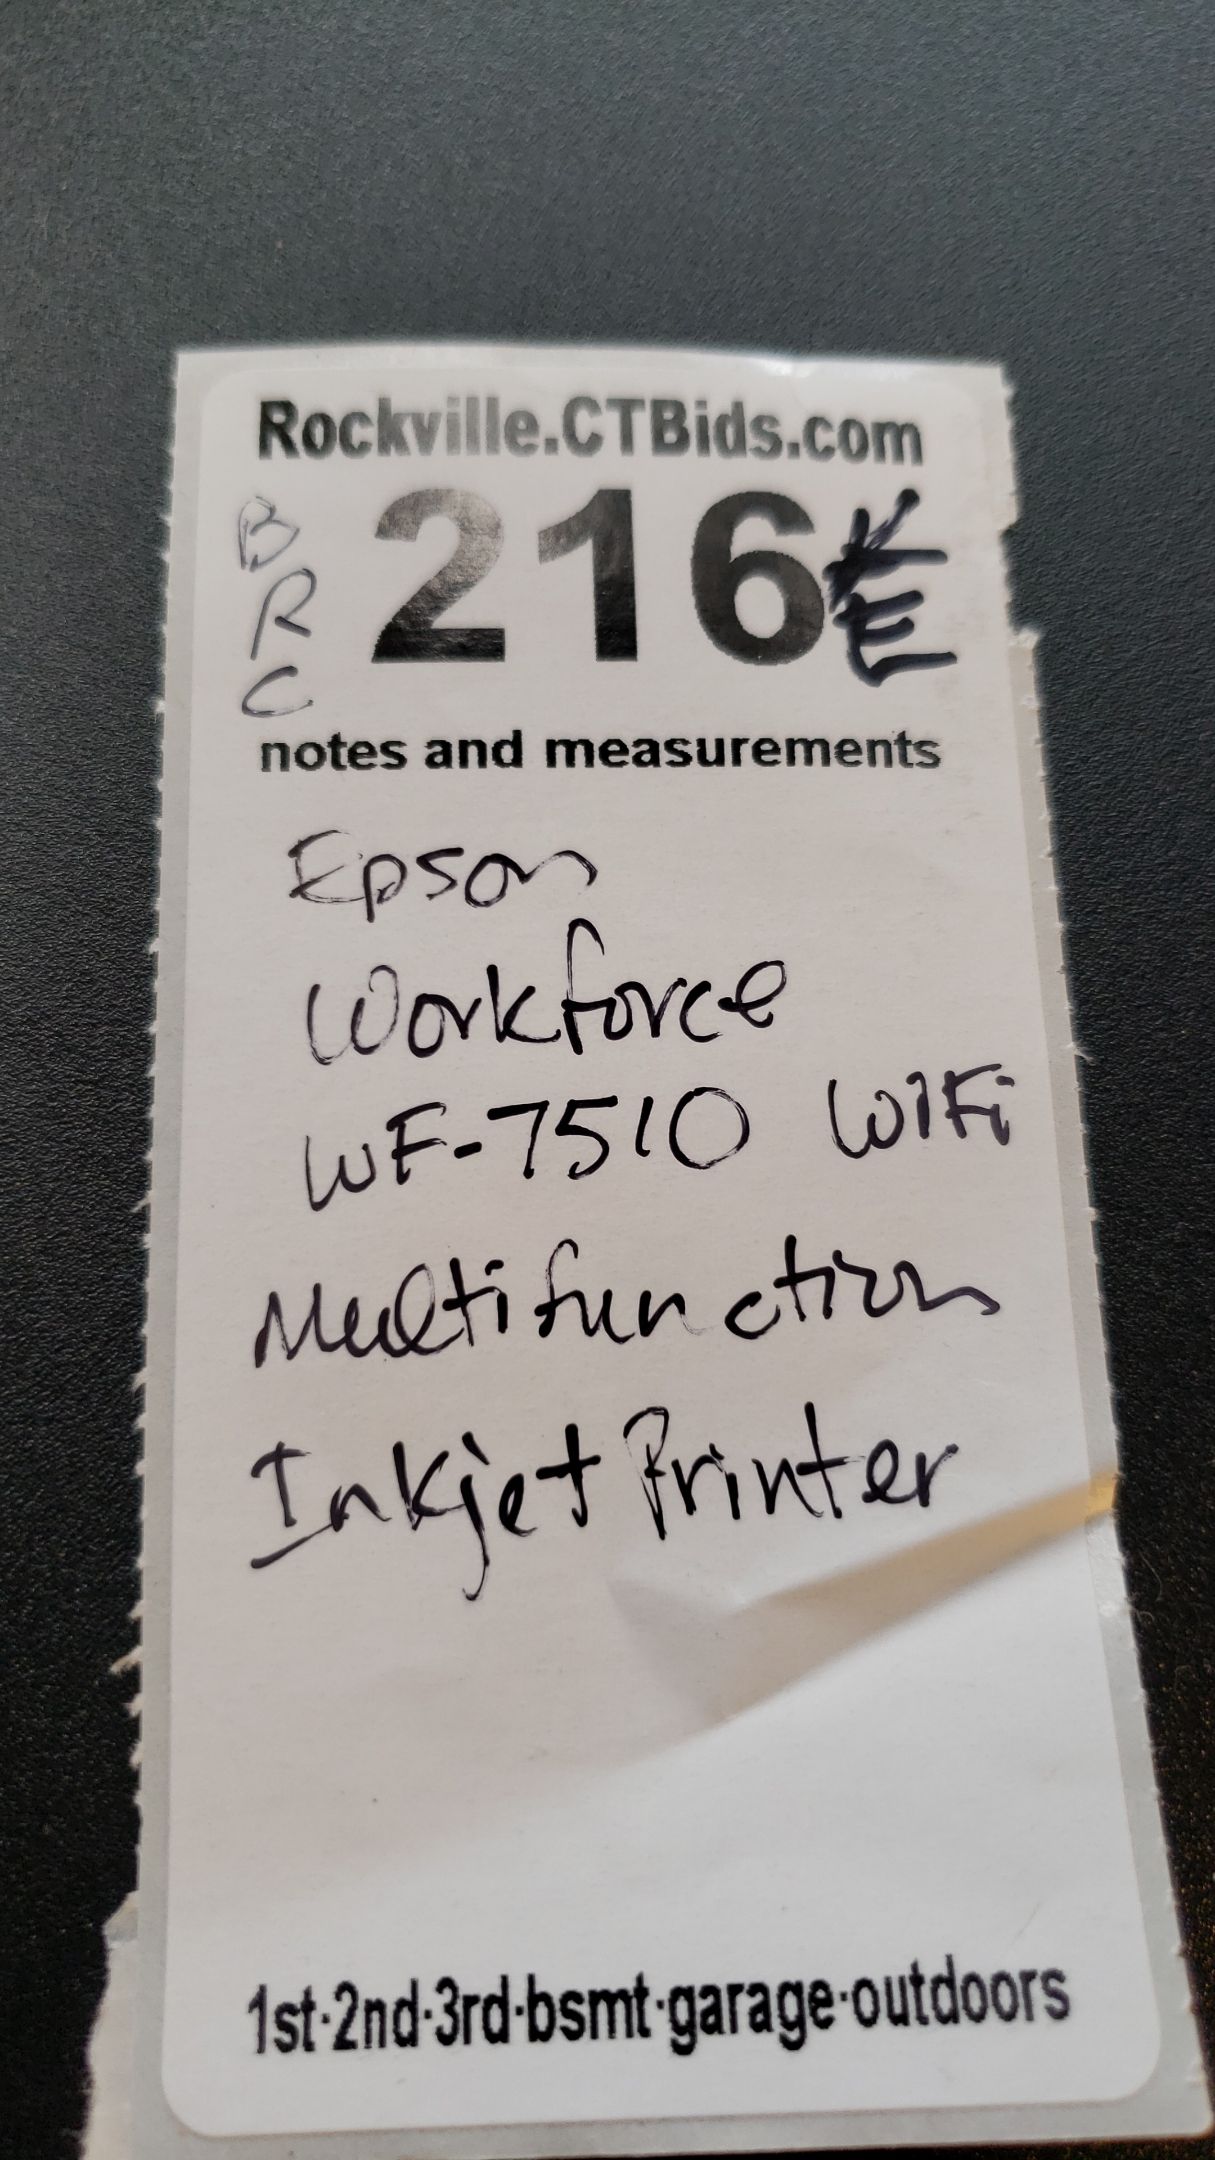 Rockville.CTBids.com
B
R
C
216 E
notes and measurements
Epson
Workforce
WF-7510 WiFi
Multifunction
Inkjet Printer
1st·2nd·3rd·bsmt·garage·outdoors